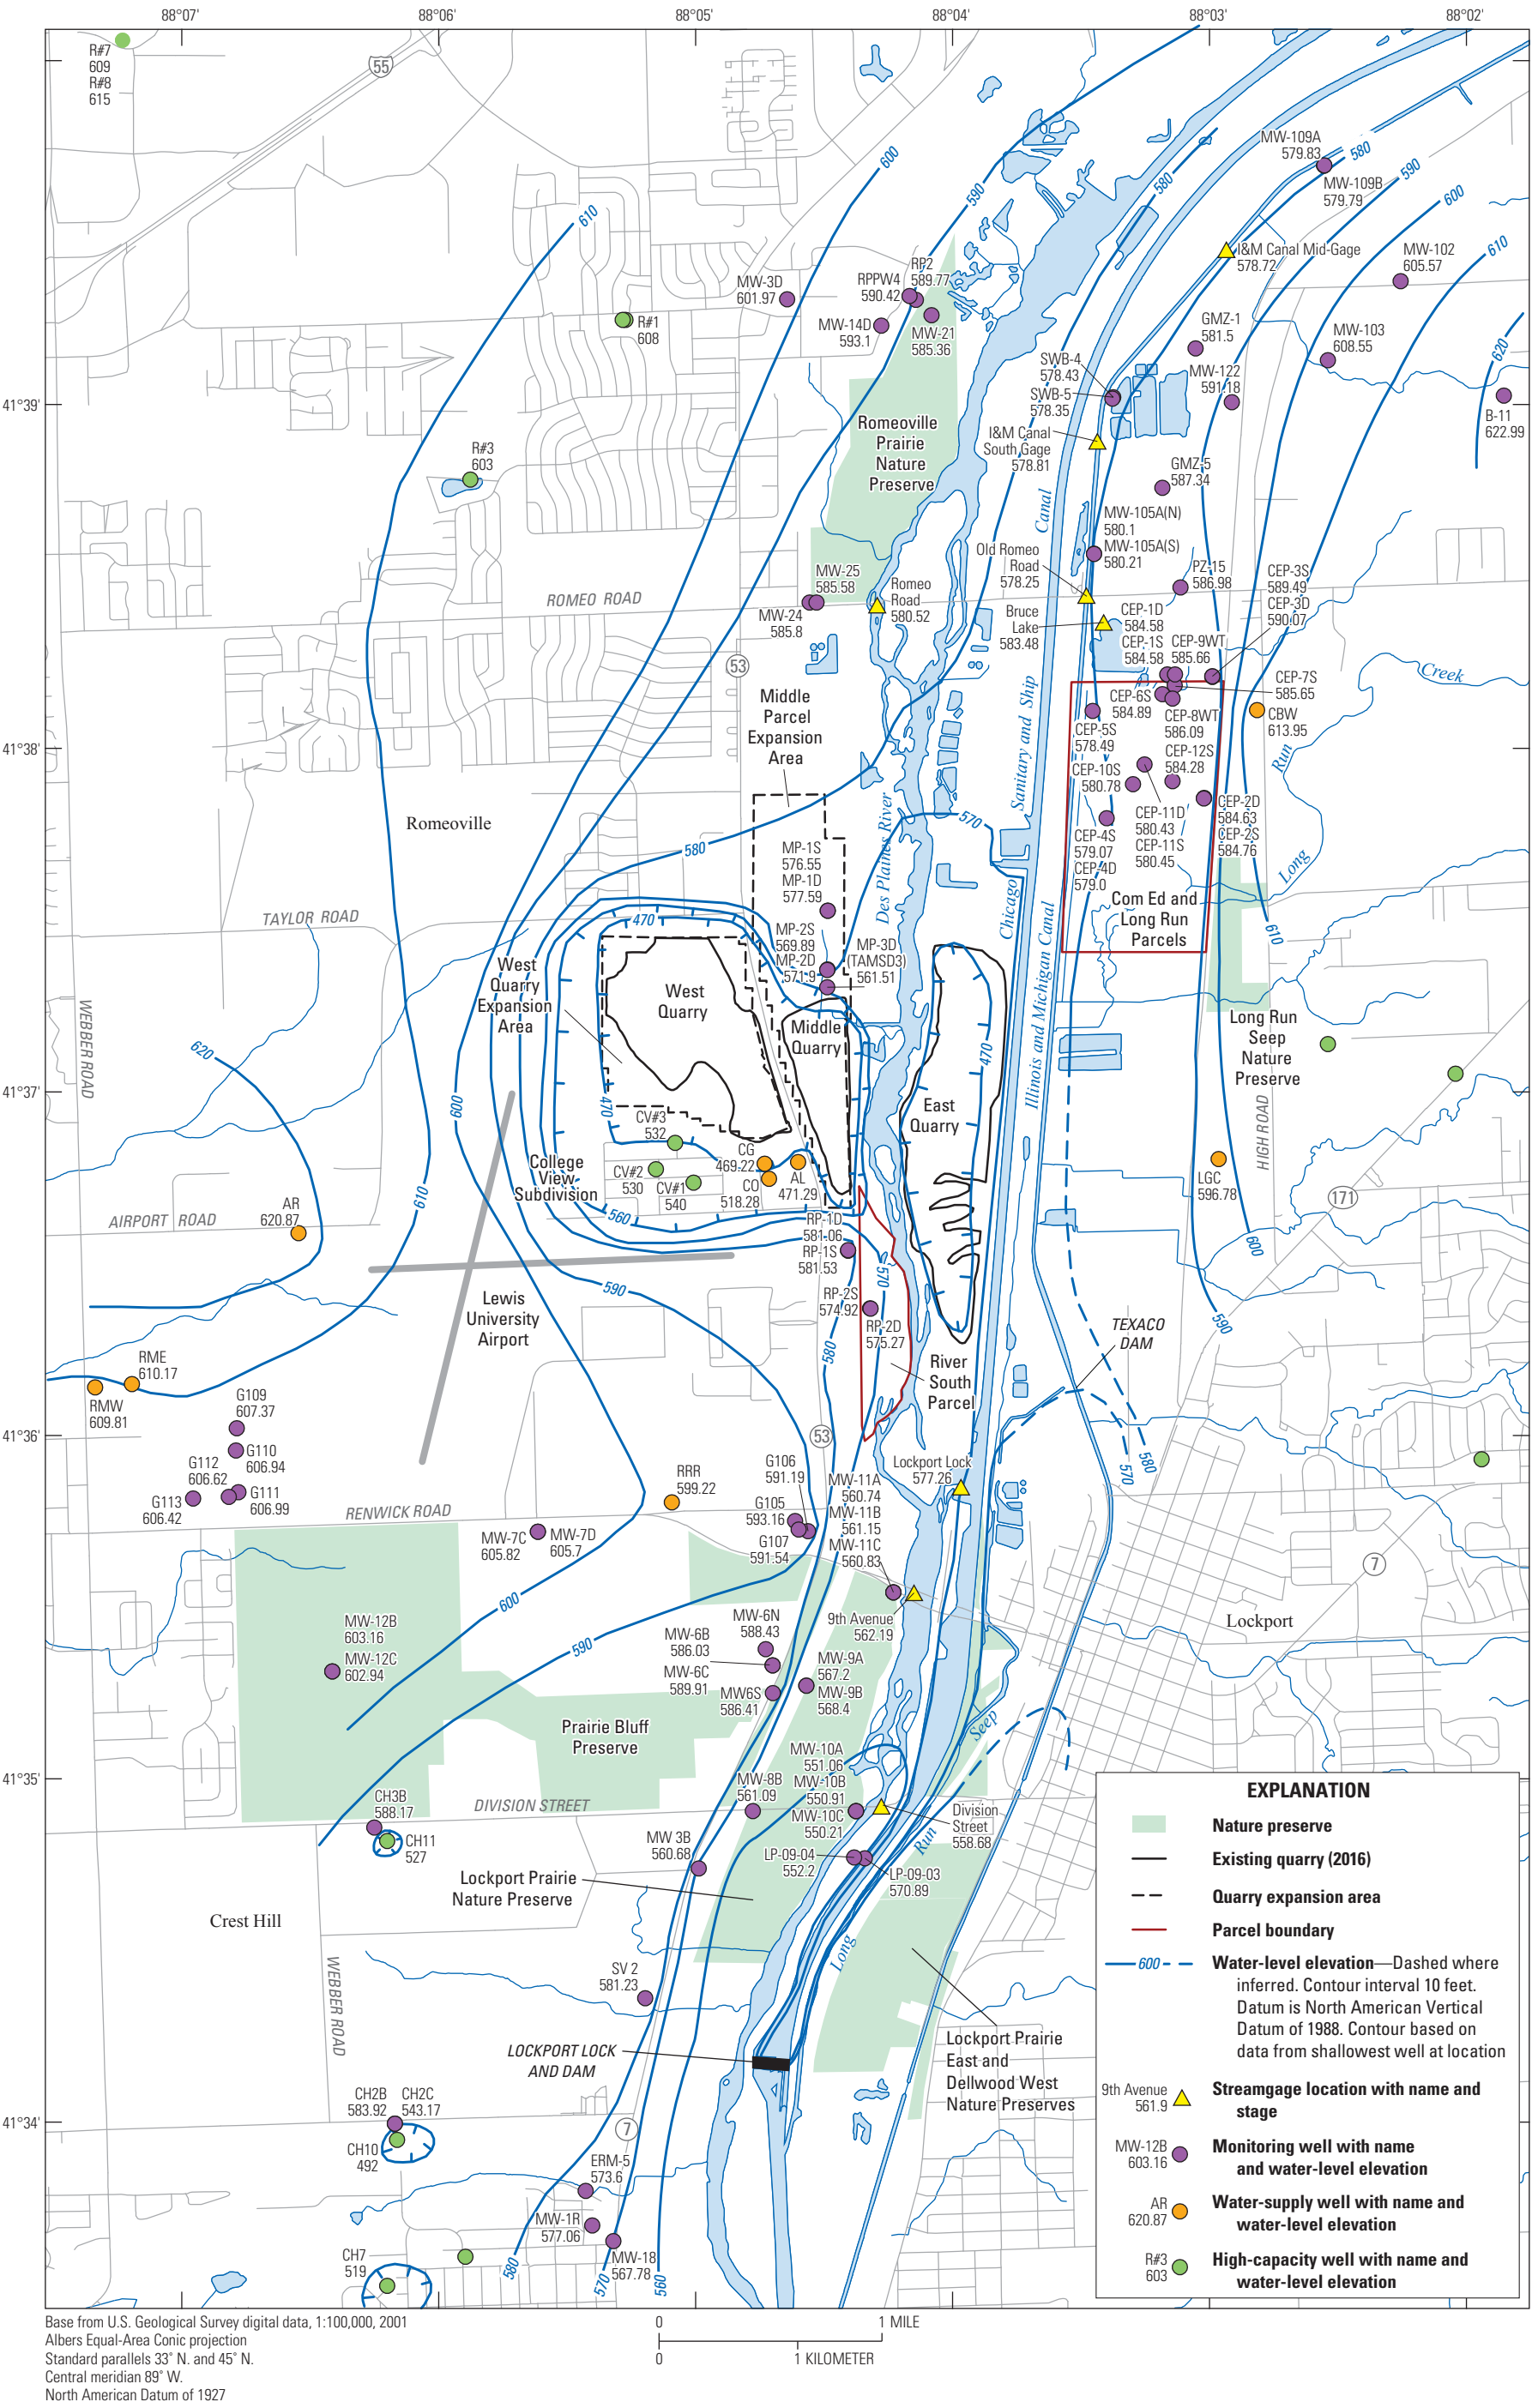 88°07'
88°06'
88°05'
88°04'
88°03'
88°02'
R#7
609
R#8
615
55
600
590
610
580
MW-109A
579.83
580
590
MW-109B
579.79
600
610
I&M Canal Mid-Gage
578.72
MW-102
605.57
MW-3D
601.97
RPPW4
590.42
RP2
589.77
MW-14D
593.1
MW-21
585.36
R#1
608
GMZ-1
581.5
MW-103
608.55
620
SWB-4
578.43
SWB-5
578.35
MW-122
591.18
41°39'
B-11
622.99
Romeoville
Prairie
Nature
Preserve
I&M Canal
South Gage
578.81
R#3
603
GMZ-5
587.34
Canal
MW-105A(N)
580.1
MW-105A(S)
580.21
Old Romeo
Road
578.25
PZ-15
586.98
CEP-3S
589.49
CEP-3D
590.07
MW-25
585.58
MW-24
585.8
Romeo
Road
580.52
ROMEO ROAD
Bruce
Lake
583.48
CEP-1D
584.58
CEP-1S
584.58
CEP-9WT
585.66
53
CEP-7S
585.65
Creek
CEP-6S
584.89
CEP-8WT
586.09
CBW
613.95
CEP-5S
578.49
Middle
Parcel
Expansion
Area
41°38'
Sanitary and Ship
CEP-12S
584.28
CEP-10S
580.78
Run
CEP-11D
580.43
CEP-11S
580.45
CEP-2D
584.63
CEP-2S
584.76
CEP-4S
579.07
CEP-4D
579.0
Long
Romeoville
580
570
Des Plaines River
MP-1S
576.55
MP-1D
577.59
Com Ed and
Long Run
Parcels
TAYLOR ROAD
470
MP-2S
569.89
MP-2D
571.9
MP-3D
(TAMSD3)
561.51
Chicago
610
West
Quarry
Expansion
Area
West
Quarry
Middle
Quarry
470
Illinois and Michigan Canal
Long Run
Seep
Nature
Preserve
WEBBER ROAD
620
41°37'
600
470
East
Quarry
HIGH ROAD
CV#3
532
CV#2
530
CV#1
540
CG
469.22
CO
518.28
AL
471.29
College
View
Subdivision
LGC
596.78
171
610
AR
620.87
AIRPORT ROAD
560
RP-1D
581.06
RP-1S
581.53
570
600
590
RP-2S
574.92
RP-2D
575.27
590
Lewis
University
Airport
580
TEXACO
DAM
River
South
Parcel
RME
610.17
RMW
609.81
G109
607.37
41°36'
G110
606.94
G112
606.62
G111
606.99
G113
606.42
53
570
580
Lockport Lock
577.26
G106
591.19
MW-11A
560.74
MW-11B
561.15
MW-11C
560.83
RRR
599.22
G105
593.16
G107
591.54
RENWICK ROAD
MW-7C
605.82
MW-7D
605.7
7
600
590
MW-12B
603.16
MW-12C
602.94
9th Avenue
562.19
Lockport
MW-6N
588.43
MW-6B
586.03
MW-6C
589.91
MW6S
586.41
MW-9A
567.2
MW-9B
568.4
Prairie Bluff
Preserve
Seep
41°35'
MW-10A
551.06
MW-10B
550.91
MW-10C
550.21
MW-8B
561.09
CH3B
588.17
DIVISION STREET
Division
Street
558.68
CH11
527
MW 3B
560.68
Run
LP-09-04
552.2
LP-09-03
570.89
Lockport Prairie
Nature Preserve
Crest Hill
Long
SV 2
581.23
WEBBER ROAD
LOCKPORT LOCK
AND DAM
Lockport Prairie
East and
Dellwood West
Nature Preserves
41°34'
CH2B
583.92
CH2C
543.17
7
CH10
492
ERM-5
573.6
MW-1R
577.06
MW-18
567.78
CH7
519
580
570
560
EXPLANATION
Nature preserve
Existing quarry (2016)
Quarry expansion area
Parcel boundary
600
Water-level elevation—Dashed where
inferred. Contour interval 10 feet.
Datum is North American Vertical
Datum of 1988. Contour based on
data from shallowest well at location
9th Avenue
561.9
Streamgage location with name and
stage
MW-12B
603.16
Monitoring well with name
and water-level elevation
AR
620.87
Water-supply well with name and
water-level elevation
R#3
603
High-capacity well with name and
water-level elevation
Base from U.S. Geological Survey digital data, 1:100,000, 2001
Albers Equal-Area Conic projection
Standard parallels 33° N. and 45° N.
Central meridian 89° W.
North American Datum of 1927
0
1 MILE
0
1 KILOMETER